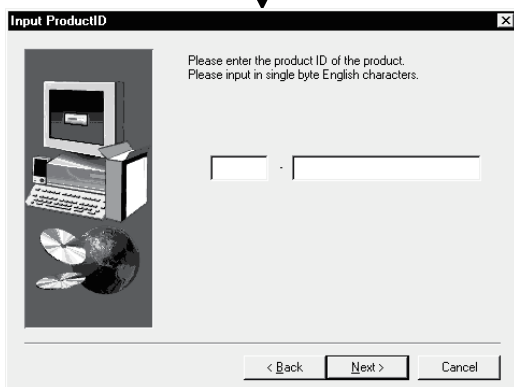 Input ProductID
Please enter the product ID of the product.
Please input in single byte English characters.
-
< Back Next > Cancel